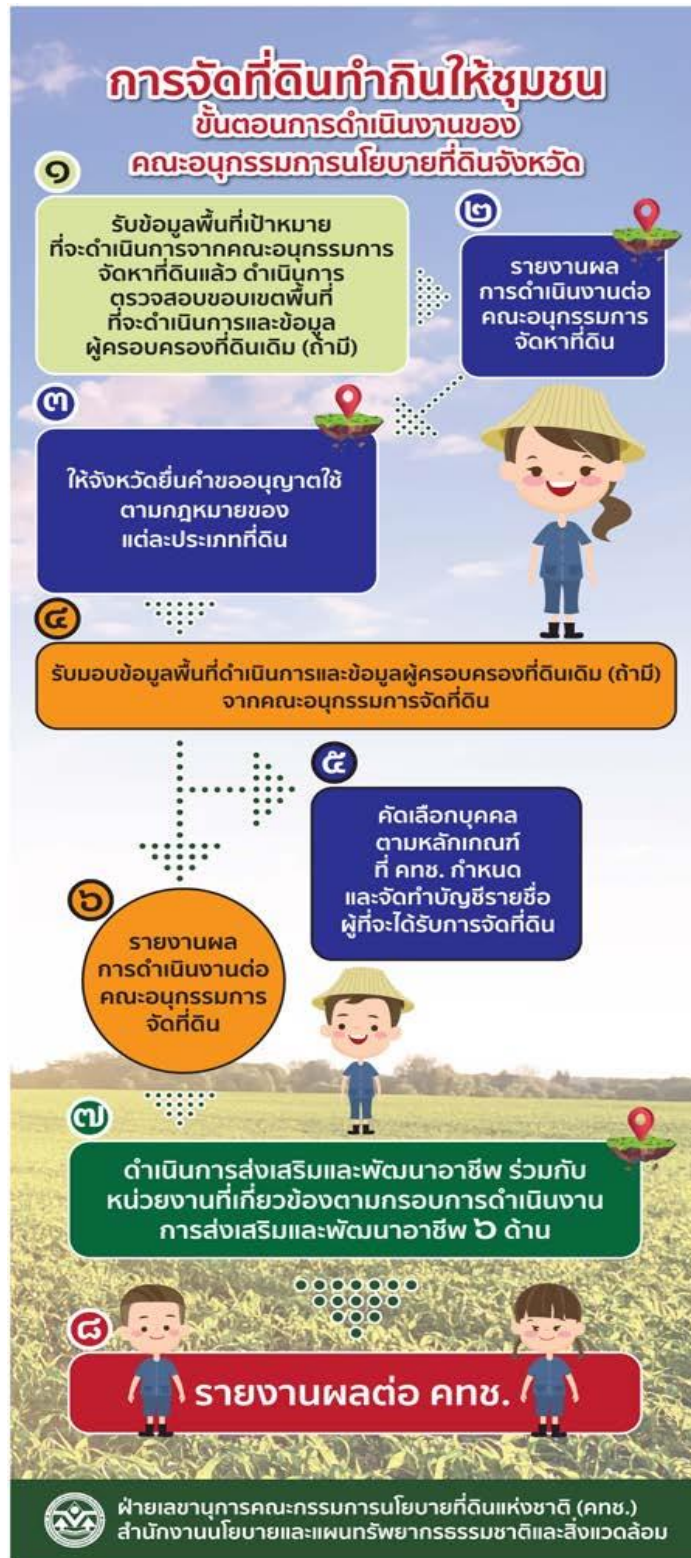 การจัดที่ดินทำกินให้ชุมชน
ขั้นตอนการดำเนินงานของ
คณะอนุกรรมการนโยบายที่ดินจังหวัด
๑
รับข้อมูลพื้นที่เป้าหมาย
ที่จะดำเนินการจากคณะอนุกรรมการ
จัดหาที่ดินแล้ว ดำเนินการ
ตรวจสอบขอบเขตพื้นที่
ที่จะดำเนินการและข้อมูล
ผู้ครอบครองที่ดินเดิม (ถ้ามี)
๒
รายงานผล
การดำเนินงานต่อ
คณะอนุกรรมการ
จัดหาที่ดิน
๓
ให้จังหวัดยื่นคำขออนุญาตใช้
ตามกฎหมายของ
แต่ละประเภทที่ดิน
๔
รับมอบข้อมูลพื้นที่ดำเนินการและข้อมูลผู้ครอบครองที่ดินเดิม (ถ้ามี)
จากคณะอนุกรรมการจัดที่ดิน
๕
คัดเลือกบุคคล
ตามหลักเกณฑ์
ที่ คทช. กำหนด
และจัดทำบัญชีรายชื่อ
ผู้ที่จะได้รับการจัดที่ดิน
๖
รายงานผล
การดำเนินงานต่อ
คณะอนุกรรมการ
จัดที่ดิน
๗
ดำเนินการส่งเสริมและพัฒนาอาชีพ ร่วมกับ
หน่วยงานที่เกี่ยวข้องตามกรอบการดำเนินงาน
การส่งเสริมและพัฒนาอาชีพ ๖ ด้าน
๘
รายงานผลต่อ คทช.
ฝ่ายเลขานุการคณะกรรมการนโยบายที่ดินแห่งชาติ (คทช.)
สำนักงานนโยบายและแผนทรัพยากรธรรมชาติและสิ่งแวดล้อม